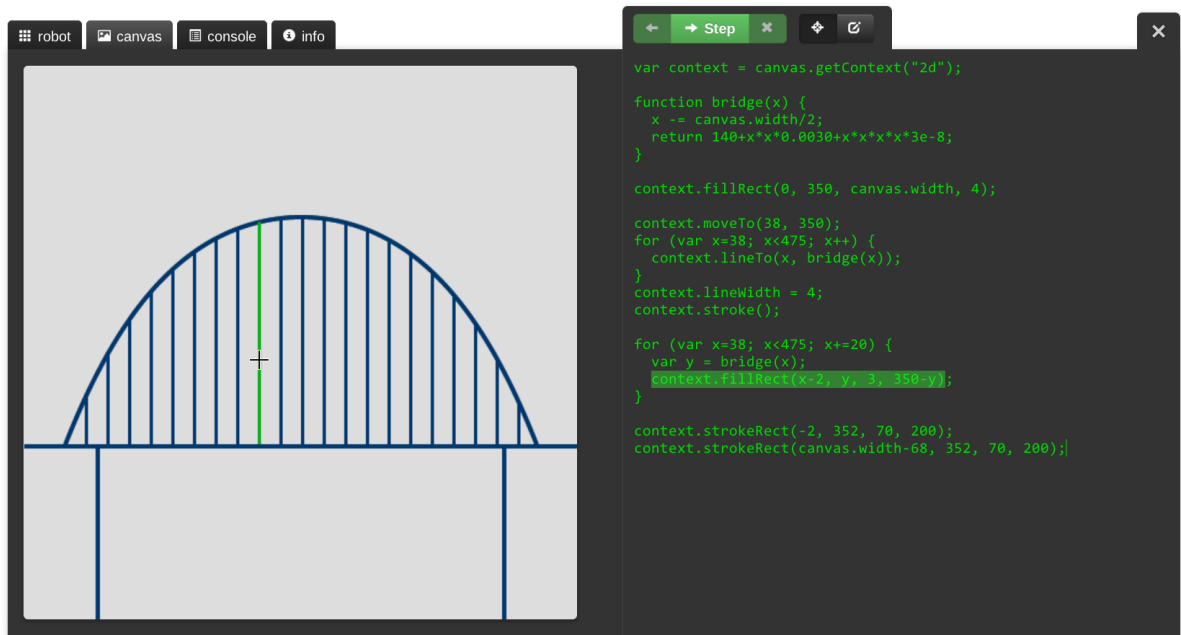 robot
canvas
console
info
Step
var context = canvas.getContext("2d");
function bridge(x) {
x -= canvas.width/2;
return 140+x*x*0.0030+x*x*x*x*3e-8;
}
context.fillRect(0, 350, canvas.width, 4);
context.moveTo(38, 350);
for (var x=38; x<475; x++) {
context.lineTo(x, bridge(x));
}
context.lineWidth = 4;
context.stroke();
for (var x=38; x<475; x+=20) {
var y = bridge(x);
context.fillRect(x-2, y, 3, 350-y);
}
context.strokeRect(-2, 352, 70, 200);
context.strokeRect(canvas.width-68, 352, 70, 200);